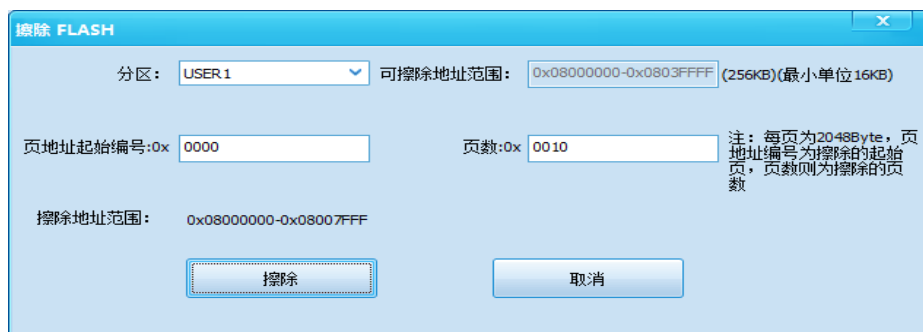 擦除 FLASH
分区： USER1 可擦除地址范围： 0x08000000-0x0803FFFF (256KB)(最小单位16KB)
页地址起始编号:0x 0000 页数:0x 0010
注：每页为2048Byte，页
地址编号为擦除的起始
页，页数则为擦除的页
数
擦除地址范围： 0x08000000-0x08007FFF
擦除 取消